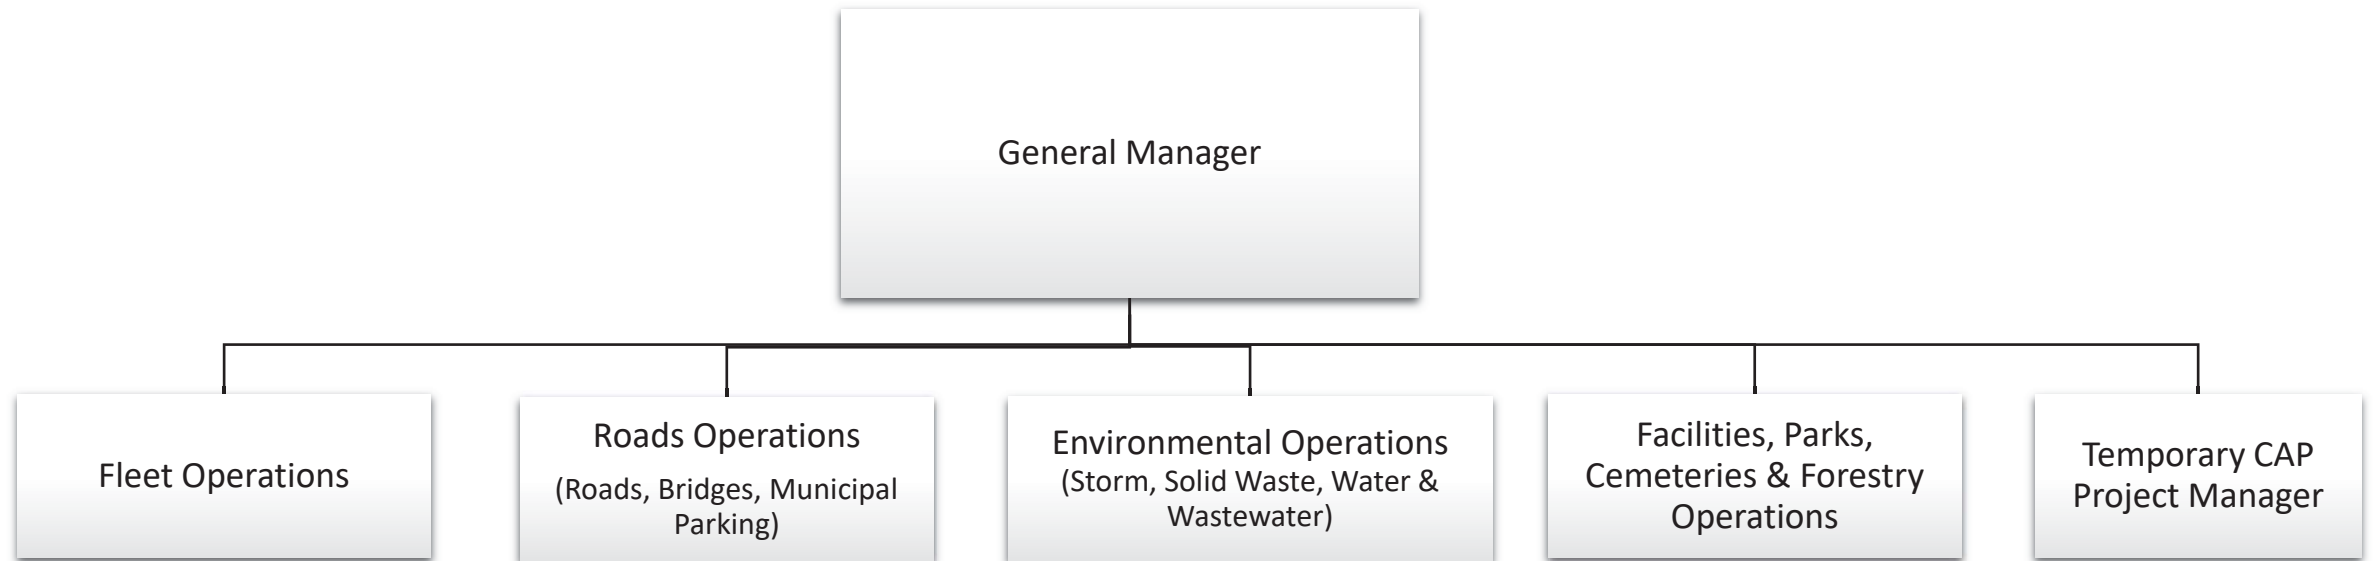 General Manager
Fleet Operations
Roads Operations
(Roads, Bridges, Municipal
Parking)
Environmental Operations
(Storm, Solid Waste, Water &
Wastewater)
Facilities, Parks,
Cemeteries & Forestry
Operations
Temporary CAP
Project Manager